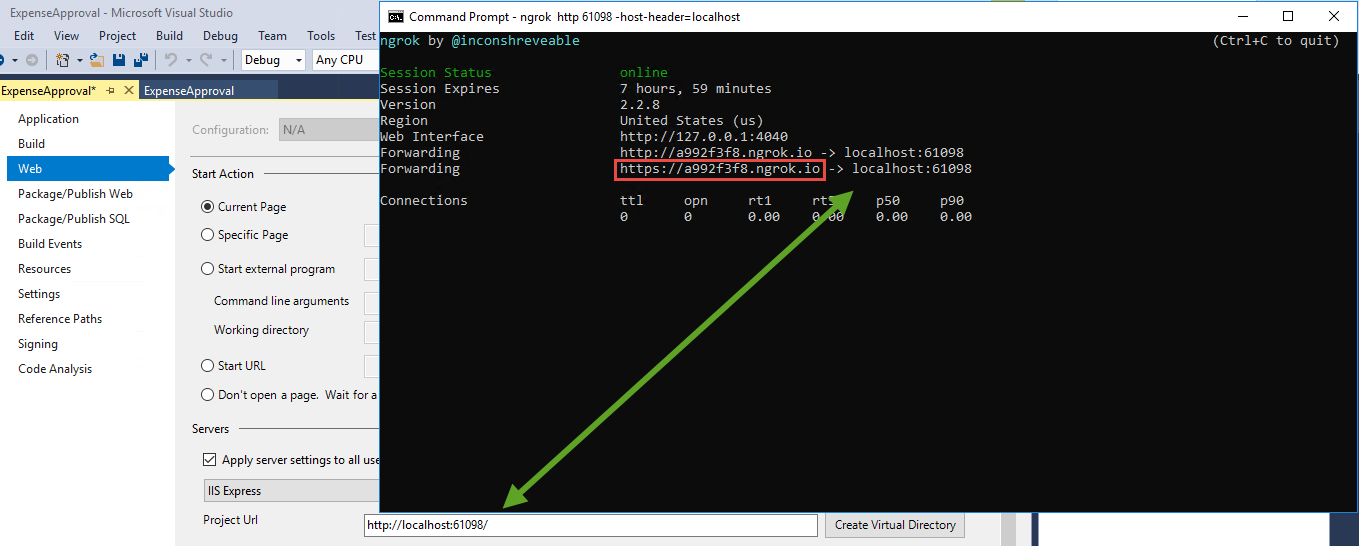 ExpenseApproval - Microsoft Visual Studio
Edit View Project Build Debug Team Tools Test
Debug Any CPU
ExpenseApproval* ExpenseApproval
Application
Build
Web
Package/Publish Web
Package/Publish SQL
Build Events
Resources
Settings
Reference Paths
Signing
Code Analysis
Configuration: N/A
Start Action
Current Page
Specific Page
Start external program
Command line arguments
Working directory
Start URL
Don't open a page. Wait for a
Servers
Apply server settings to all use
IIS Express
Project Url http://localhost:61098/ Create Virtual Directory
Command Prompt - ngrok http 61098 -host-header=localhost
ngrok by @inconshreveable (Ctrl+C to quit)
Session Status online
Session Expires 7 hours, 59 minutes
Version 2.2.8
Region United States (us)
Web Interface http://127.0.0.1:4040
Forwarding http://a992f3f8.ngrok.io -> localhost:61098
Forwarding https://a992f3f8.ngrok.io -> localhost:61098
Connections ttl opn rt1 rt5 p50 p90
0 0 0.00 0.00 0.00 0.00